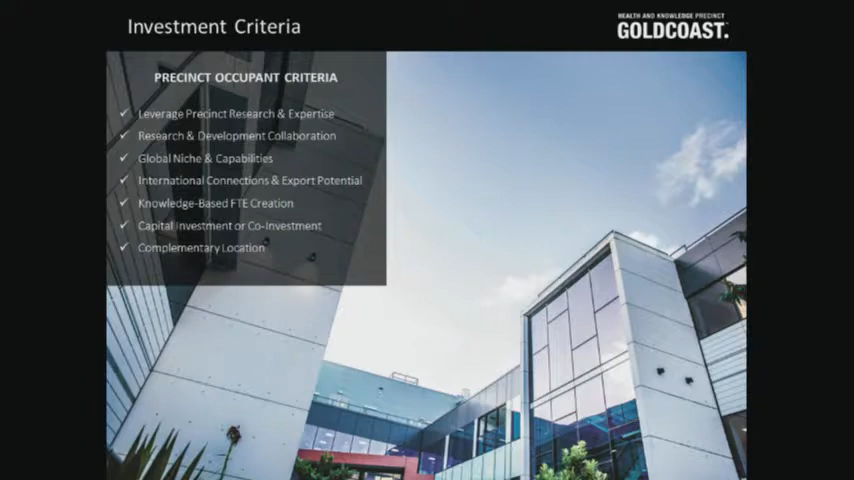 Investment Criteria
HEALTH AND KNOWLEDGE PRECINCT
GOLDCOAST.
PRECINCT OCCUPANT CRITERIA
✓ Leverage Precinct Research & Expertise
✓ Research & Development Collaboration
✓ Global Niche & Capabilities
✓ International Connections & Export Potential
✓ Knowledge-Based FTE Creation
✓ Capital Investment or Co-Investment
✓ Complementary Location